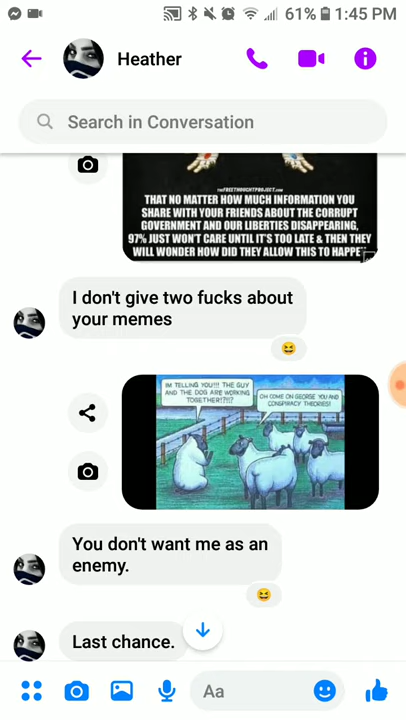 61% 1:45 PM
Heather
Search in Conversation
THEFREETHOUGHTPROJECT.COM
THAT NO MATTER HOW MUCH INFORMATION YOU
SHARE WITH YOUR FRIENDS ABOUT THE CORRUPT
GOVERNMENT AND OUR LIBERTIES DISAPPEARING,
97% JUST WON'T CARE UNTIL IT'S TOO LATE & THEN THEY
WILL WONDER HOW DID THEY ALLOW THIS TO HAPPE
I don't give two fucks about
your memes
IM TELLING YOU!!! THE GUY
AND THE DOG ARE WORKING
TOGETHER!?!?
OH COME ON GEORGE YOU AND
CONSPIRACY THEORIES!
You don't want me as an
enemy.
Last chance.
Aa